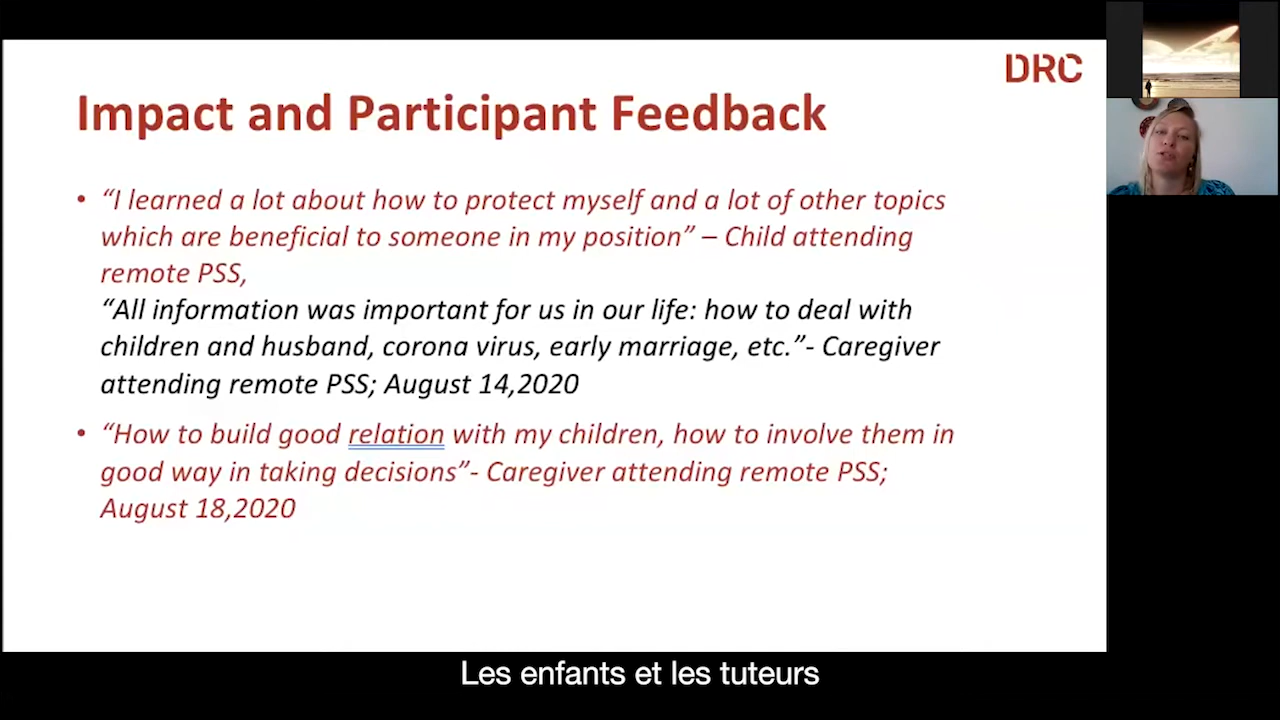 DRC
Impact and Participant Feedback
• “I learned a lot about how to protect myself and a lot of other topics
which are beneficial to someone in my position” – Child attending
remote PSS,
“All information was important for us in our life: how to deal with
children and husband, corona virus, early marriage, etc.”- Caregiver
attending remote PSS; August 14,2020
• “How to build good relation with my children, how to involve them in
good way in taking decisions”- Caregiver attending remote PSS;
August 18,2020
Les enfants et les tuteurs